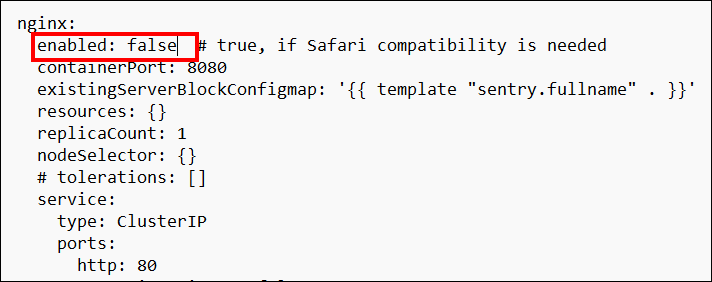 nginx:
  enabled: false  # true, if Safari compatibility is needed
  containerPort: 8080
  existingServerBlockConfigmap: '{{ template "sentry.fullname" . }}'
  resources: {}
  replicaCount: 1
  nodeSelector: {}
  # tolerations: []
  service:
    type: ClusterIP
    ports:
      http: 80